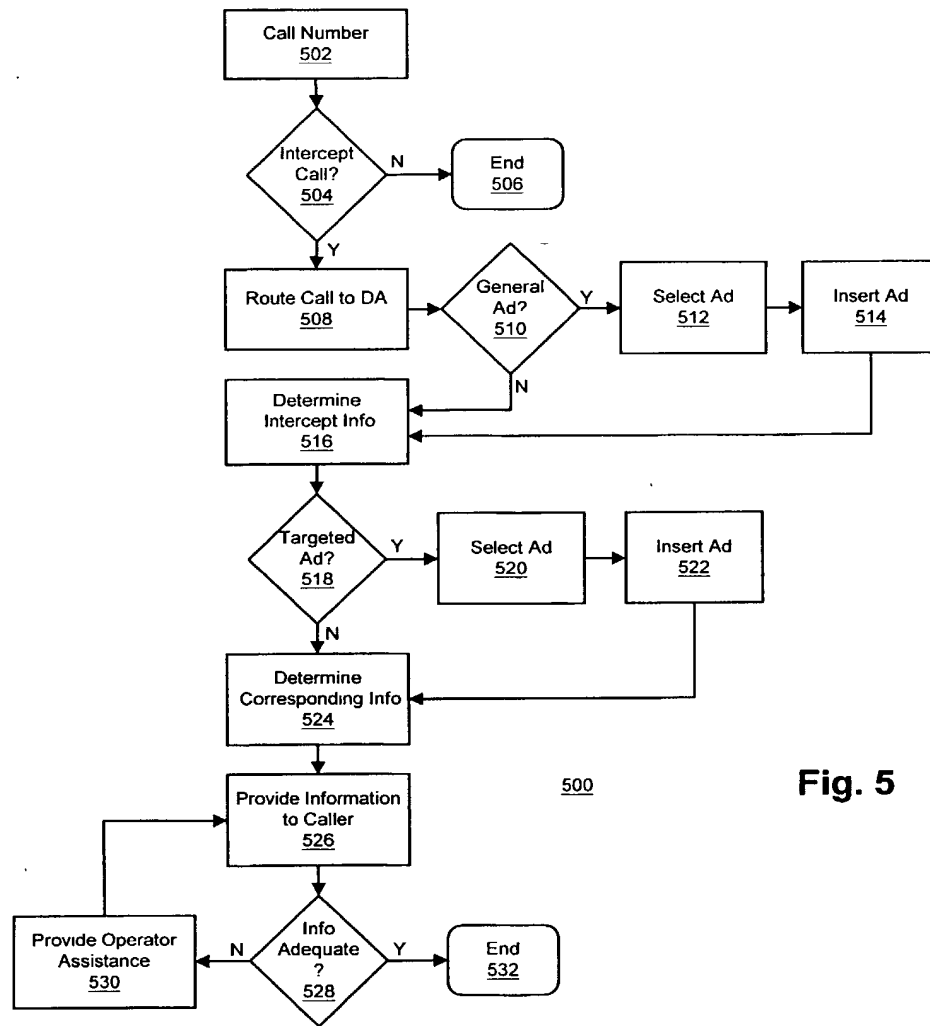 Call Number
502
Intercept
Call?
504
N
End
506
Y
Route Call to DA
508
General
Ad?
510
Y
Select Ad
512
Insert Ad
514
N
Determine
Intercept Info
516
Targeted
Ad?
518
Y
Select Ad
520
Insert Ad
522
N
Determine
Corresponding Info
524
Provide Information
to Caller
526
500
Fig. 5
Provide Operator
Assistance
530
N
Info
Adequate
?
528
Y
End
532